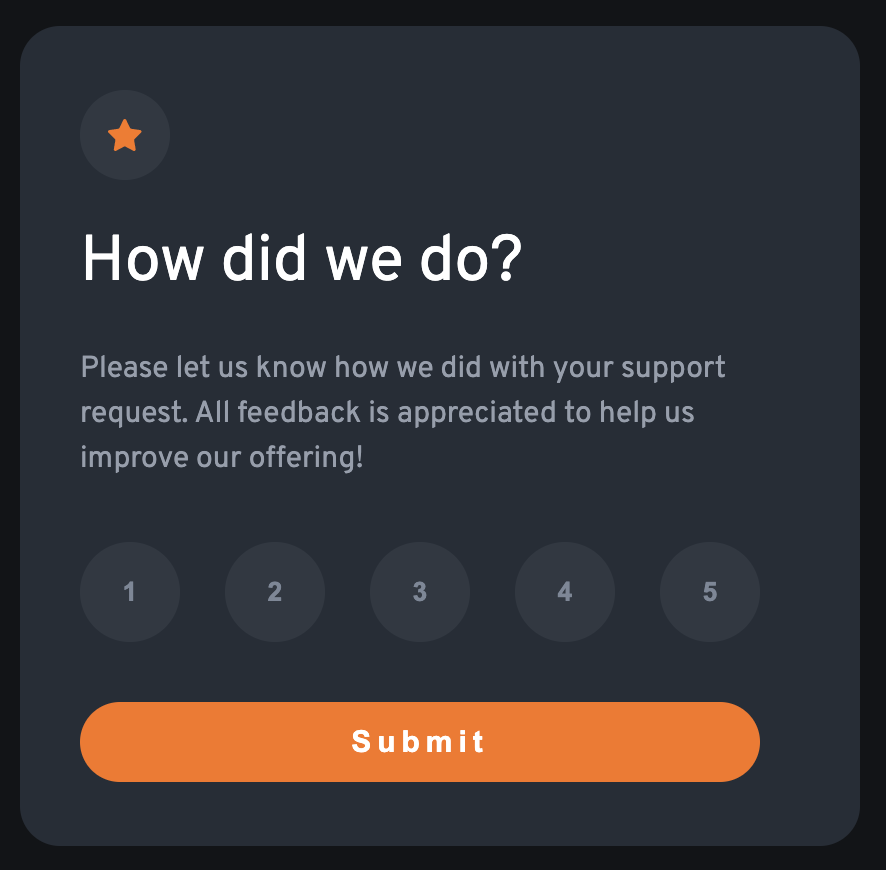 How did we do?
Please let us know how we did with your support
request. All feedback is appreciated to help us
improve our offering!
1 2 3 4 5
Submit